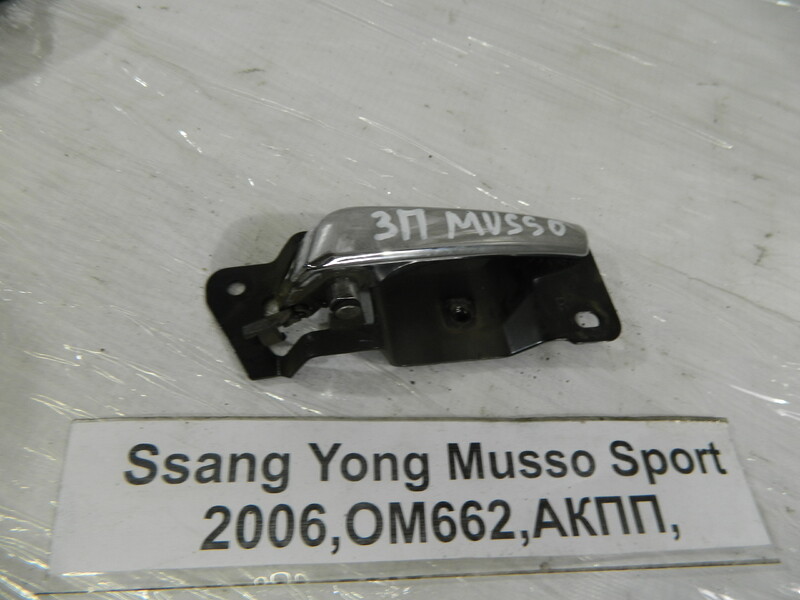 ЗП MUSSO
Ssang Yong Musso Sport
2006,OM662,АКПП,